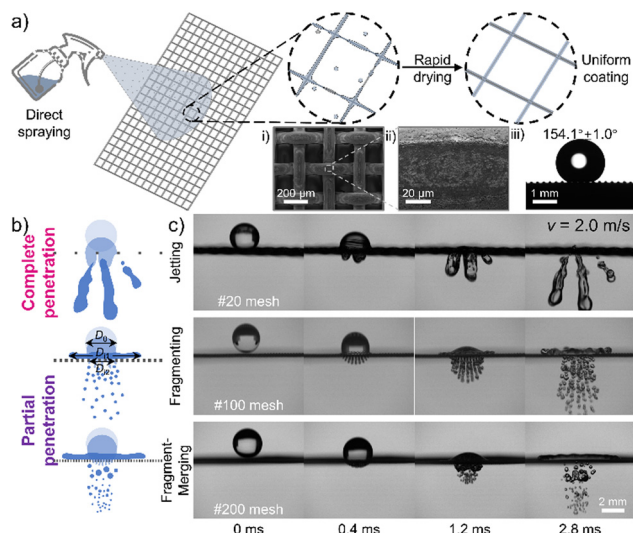 a)
Direct
spraying
Rapid
drying
Uniform
coating
i)
200 μm
ii)
20 μm
iii)
154.1°+1.0°
1 mm
b)
Complete
penetration
D₀
Dⱼ₁
Dⱼ₂
Partial
penetration
c)
v = 2.0 m/s
Jetting
#20 mesh
Fragmenting
#100 mesh
Fragment-
Merging
#200 mesh
2 mm
0 ms
0.4 ms
1.2 ms
2.8 ms